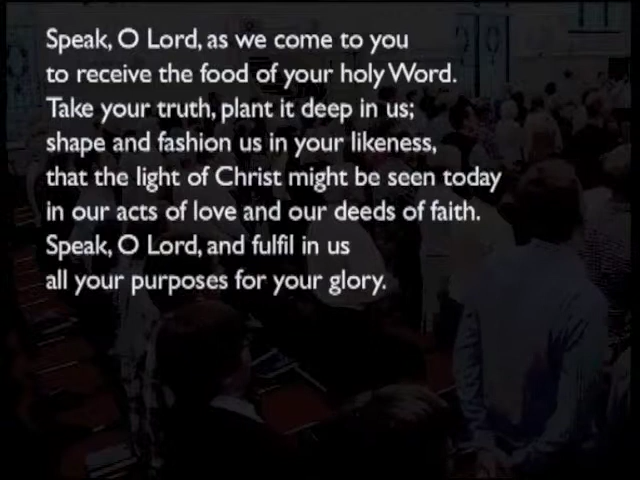 Speak, O Lord, as we come to you
to receive the food of your holy Word.
Take your truth, plant it deep in us;
shape and fashion us in your likeness,
that the light of Christ might be seen today
in our acts of love and our deeds of faith.
Speak, O Lord, and fulfil in us
all your purposes for your glory.